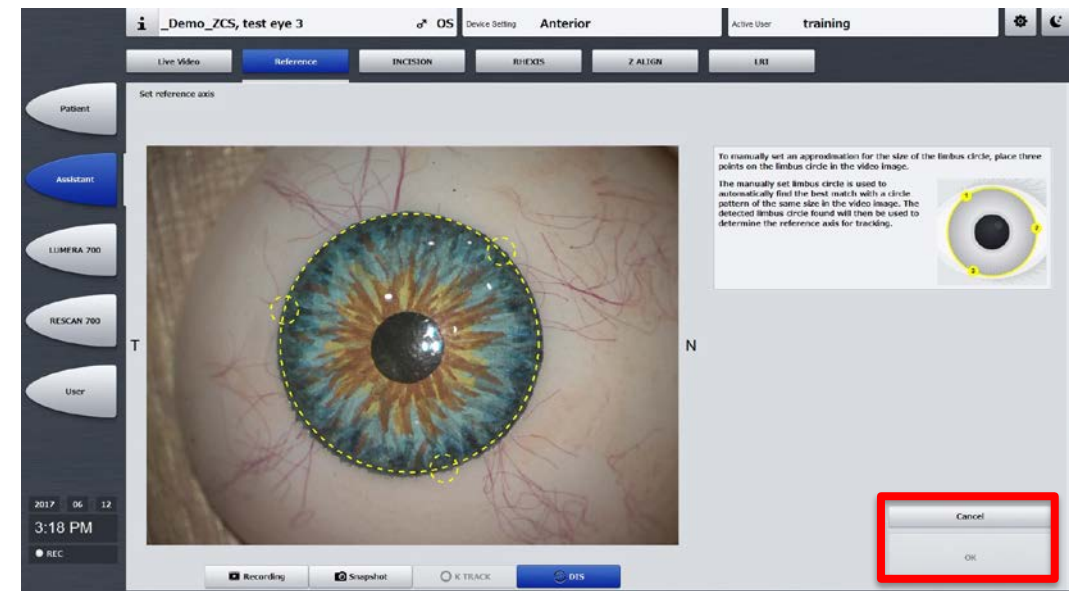 i _Demo_ZCS, test eye 3 ♂ OS Device Setting Anterior Active User training
Live Video Reference INCISION RHEXIS Z ALIGN LRI
Set reference axis
Patient
Assistant
LUMERA 700
RESCAN 700
User
To manually set an approximation for the size of the limbus circle, place three
points on the limbus circle in the video image.
The manually set limbus circle is used to
automatically find the best match with a circle
pattern of the same size in the video image. The
detected limbus circle found will then be used to
determine the reference axis for tracking.
1
2
3
T
N
2017 06 12
3:18 PM
REC
Cancel
OK
Recording Snapshot K TRACK DIS